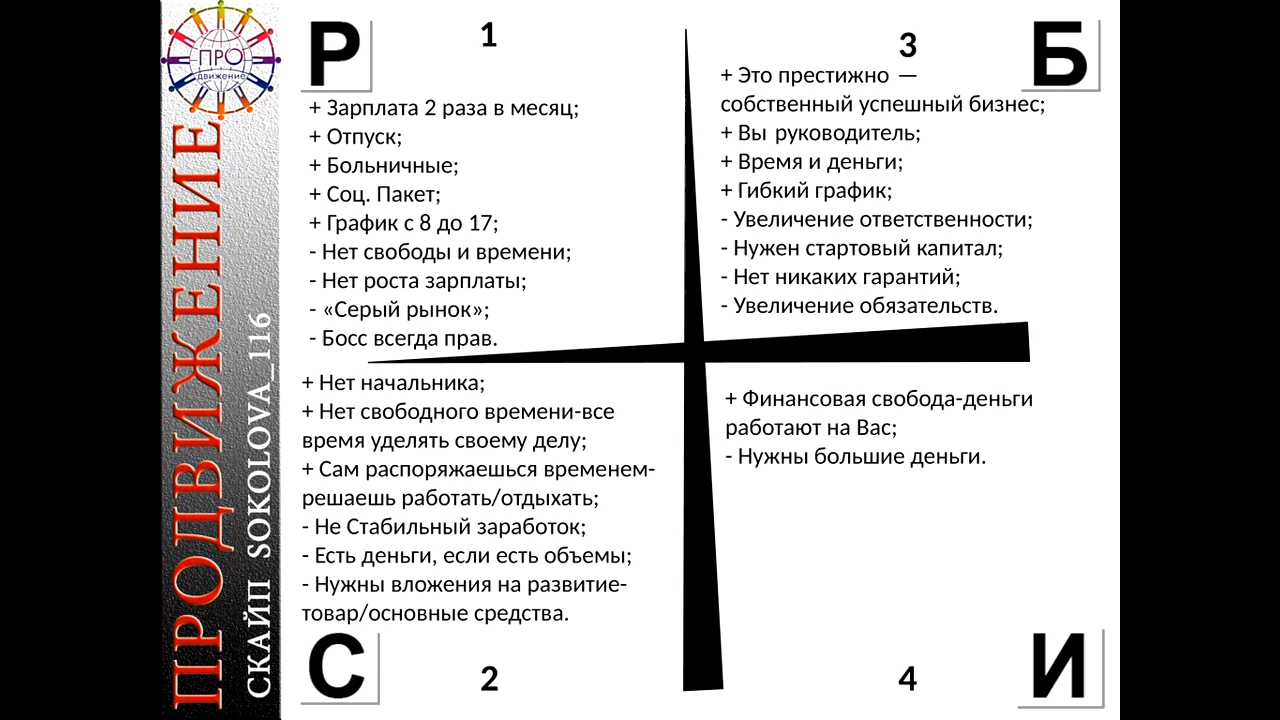 ПРО
движение
ПРОДВИЖЕНИЕ
СКАЙП SOKOLOVA_116
Р
1
+ Зарплата 2 раза в месяц;
+ Отпуск;
+ Больничные;
+ Соц. Пакет;
+ График с 8 до 17;
- Нет свободы и времени;
- Нет роста зарплаты;
- «Серый рынок»;
- Босс всегда прав.
3
Б
+ Это престижно —
собственный успешный бизнес;
+ Вы руководитель;
+ Время и деньги;
+ Гибкий график;
- Увеличение ответственности;
- Нужен стартовый капитал;
- Нет никаких гарантий;
- Увеличение обязательств.
+ Нет начальника;
+ Нет свободного времени-все
время уделять своему делу;
+ Сам распоряжаешься временем-
решаешь работать/отдыхать;
- Не Стабильный заработок;
- Есть деньги, если есть объемы;
- Нужны вложения на развитие-
товар/основные средства.
С
2
+ Финансовая свобода-деньги
работают на Вас;
- Нужны большие деньги.
4
И